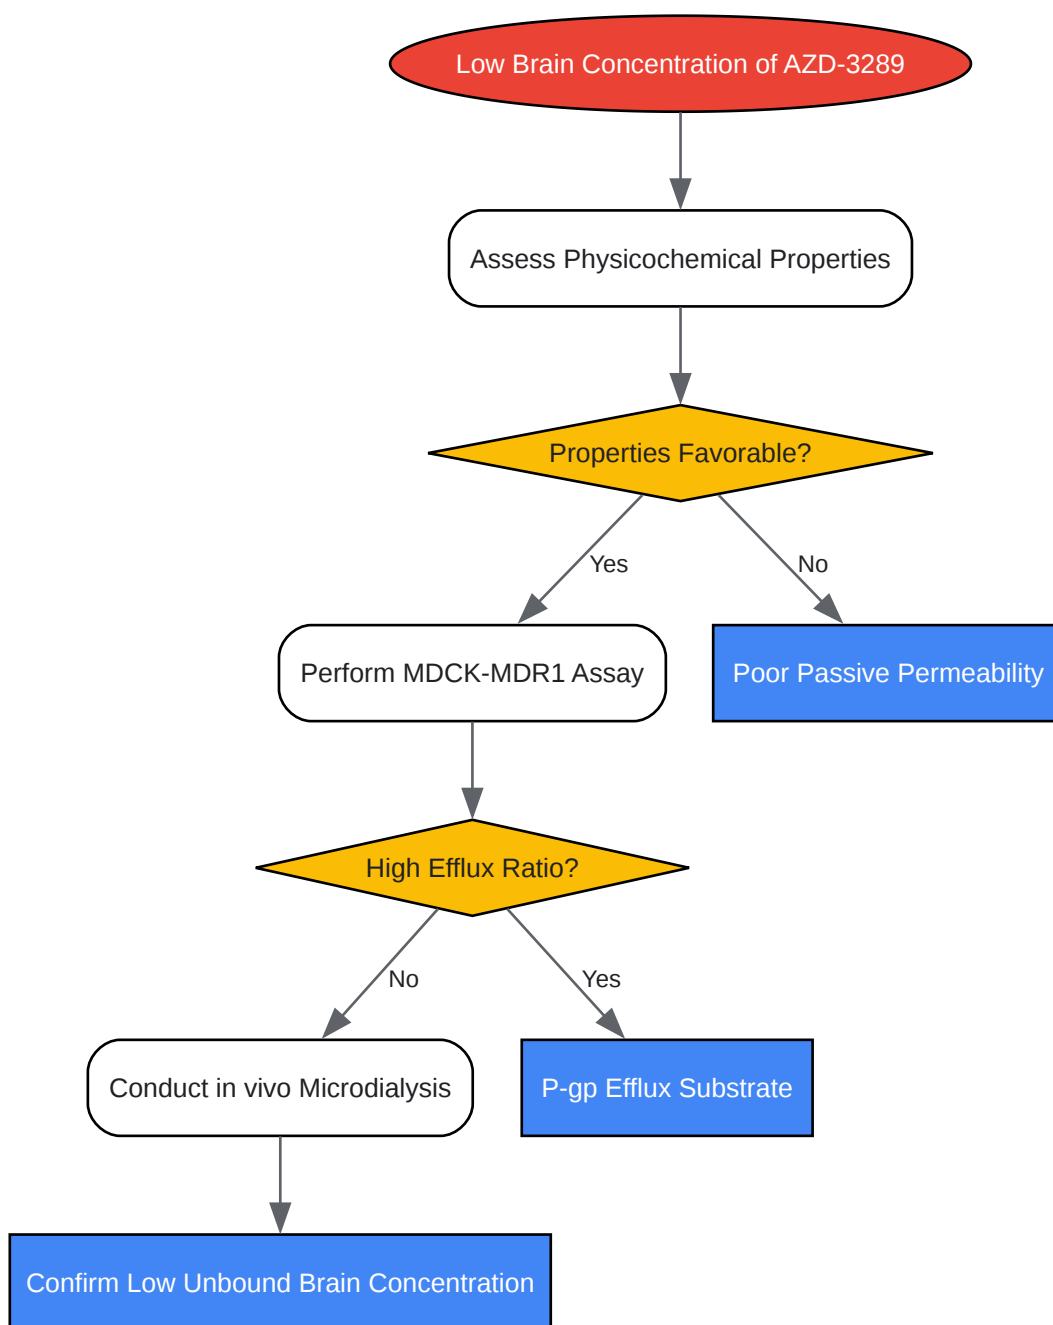 Low Brain Concentration of AZD-3289
Assess Physicochemical Properties
Properties Favorable?
Yes
No
Perform MDCK-MDR1 Assay
Poor Passive Permeability
High Efflux Ratio?
No
Yes
Conduct in vivo Microdialysis
P-gp Efflux Substrate
Confirm Low Unbound Brain Concentration